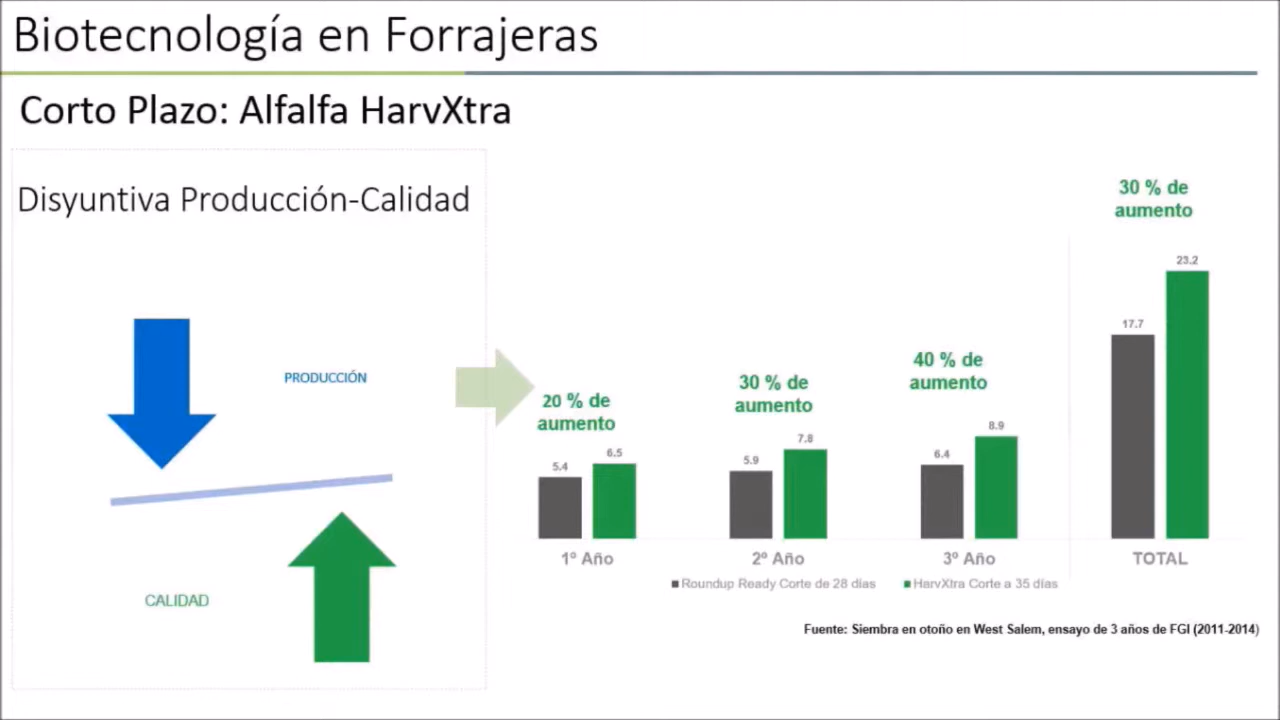 Biotecnología en Forrajeras
Corto Plazo: Alfalfa HarvXtra
Disyuntiva Producción-Calidad
PRODUCCIÓN
CALIDAD
20 % de
aumento
30 % de
aumento
40 % de
aumento
30 % de
aumento
5.4
6.5
5.9
7.8
6.4
8.9
17.7
23.2
1º Año
2º Año
3º Año
TOTAL
Roundup Ready Corte de 28 dias
HarvXtra Corte a 35 días
Fuente: Siembra en otoño en West Salem, ensayo de 3 años de FGI (2011-2014)